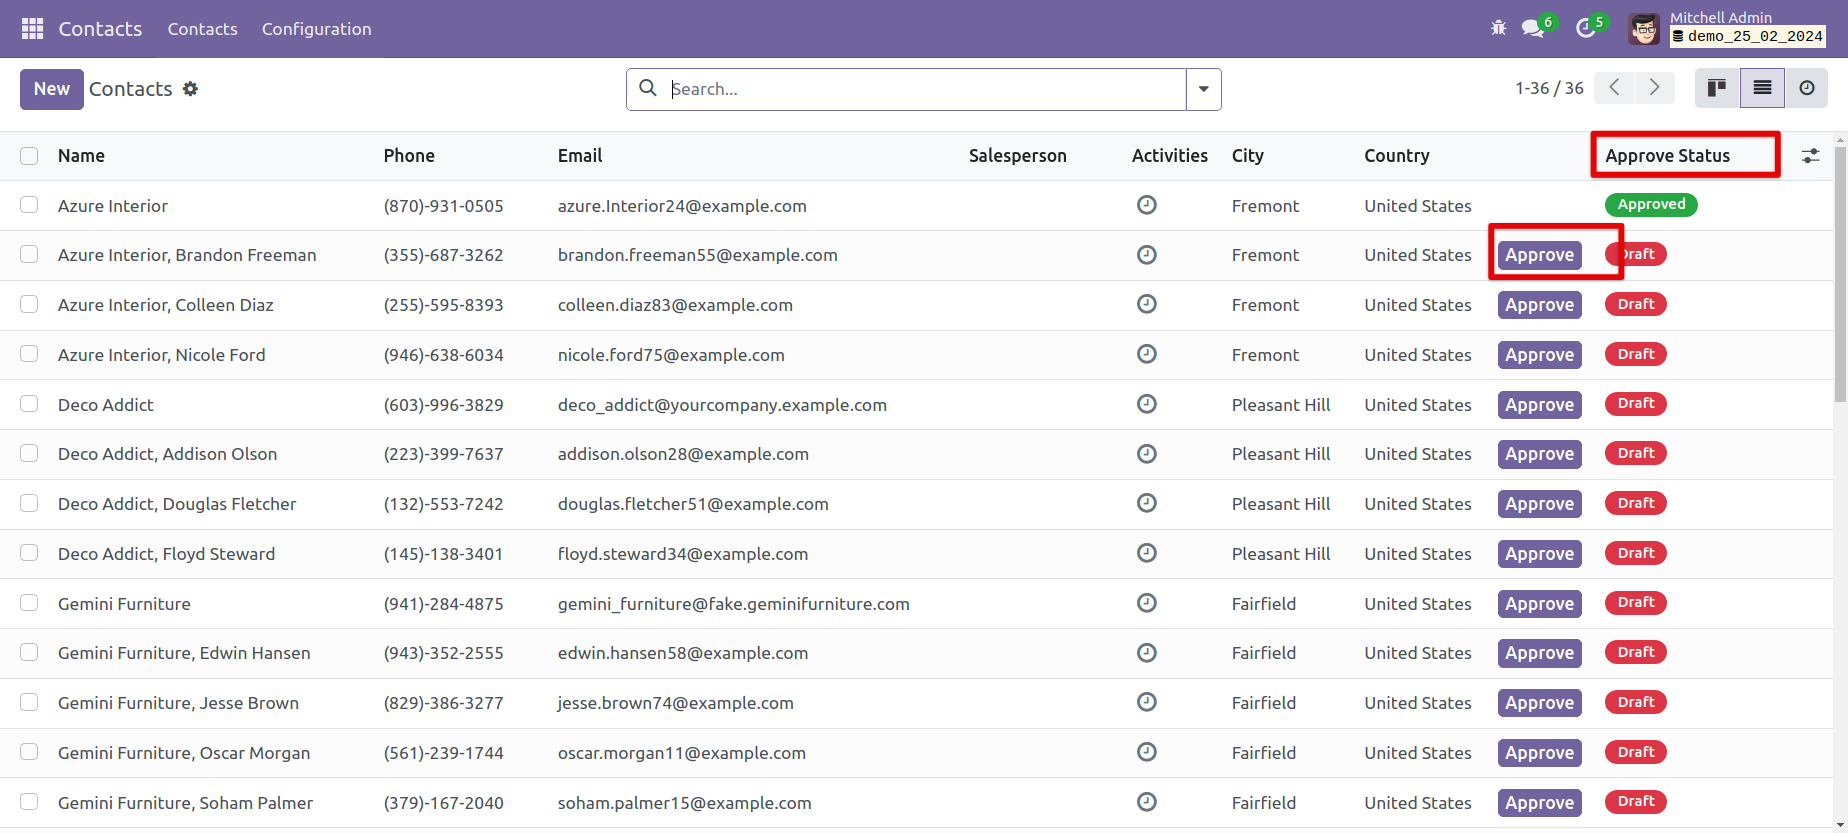 Contacts Contacts Configuration 6 5 Mitchell Admin
demo_25_02_2024
New Contacts Search... 1-36 / 36
Name Phone Email Salesperson Activities City Country Approve Status
Azure Interior (870)-931-0505 azure.Interior24@example.com Fremont United States Approved
Azure Interior, Brandon Freeman (355)-687-3262 brandon.freeman55@example.com Fremont United States Approve Draft
Azure Interior, Colleen Diaz (255)-595-8393 colleen.diaz83@example.com Fremont United States Approve Draft
Azure Interior, Nicole Ford (946)-638-6034 nicole.ford75@example.com Fremont United States Approve Draft
Deco Addict (603)-996-3829 deco_addict@yourcompany.example.com Pleasant Hill United States Approve Draft
Deco Addict, Addison Olson (223)-399-7637 addison.olson28@example.com Pleasant Hill United States Approve Draft
Deco Addict, Douglas Fletcher (132)-553-7242 douglas.fletcher51@example.com Pleasant Hill United States Approve Draft
Deco Addict, Floyd Steward (145)-138-3401 floyd.steward34@example.com Pleasant Hill United States Approve Draft
Gemini Furniture (941)-284-4875 gemini_furniture@fake.geminifurniture.com Fairfield United States Approve Draft
Gemini Furniture, Edwin Hansen (943)-352-2555 edwin.hansen58@example.com Fairfield United States Approve Draft
Gemini Furniture, Jesse Brown (829)-386-3277 jesse.brown74@example.com Fairfield United States Approve Draft
Gemini Furniture, Oscar Morgan (561)-239-1744 oscar.morgan11@example.com Fairfield United States Approve Draft
Gemini Furniture, Soham Palmer (379)-167-2040 soham.palmer15@example.com Fairfield United States Approve Draft